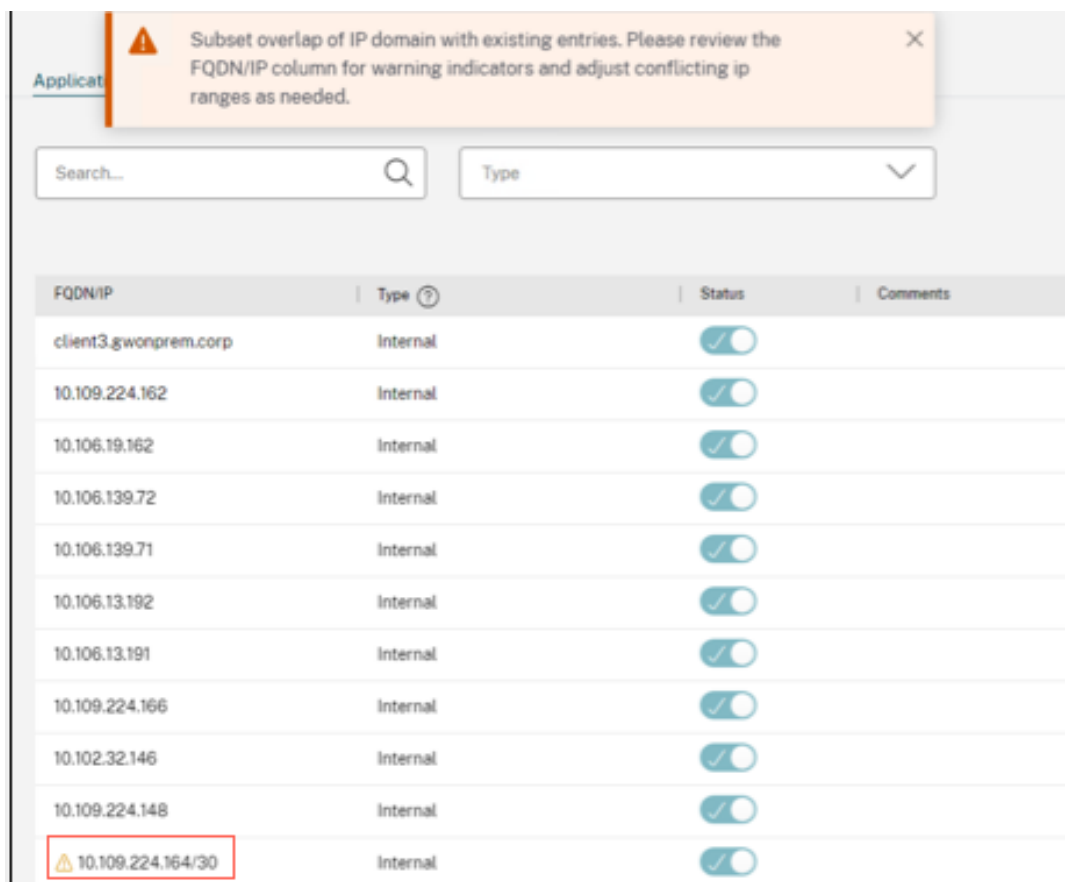 Subset overlap of IP domain with existing entries. Please review the
FQDN/IP column for warning indicators and adjust conflicting ip
ranges as needed.
Applicati
Search...
Type
FQDN/IP Type Status Comments
client3.gwonprem.corp Internal
10.109.224.162 Internal
10.106.19.162 Internal
10.106.139.72 Internal
10.106.139.71 Internal
10.106.13.192 Internal
10.106.13.191 Internal
10.109.224.166 Internal
10.102.32.146 Internal
10.109.224.148 Internal
10.109.224.164/30 Internal